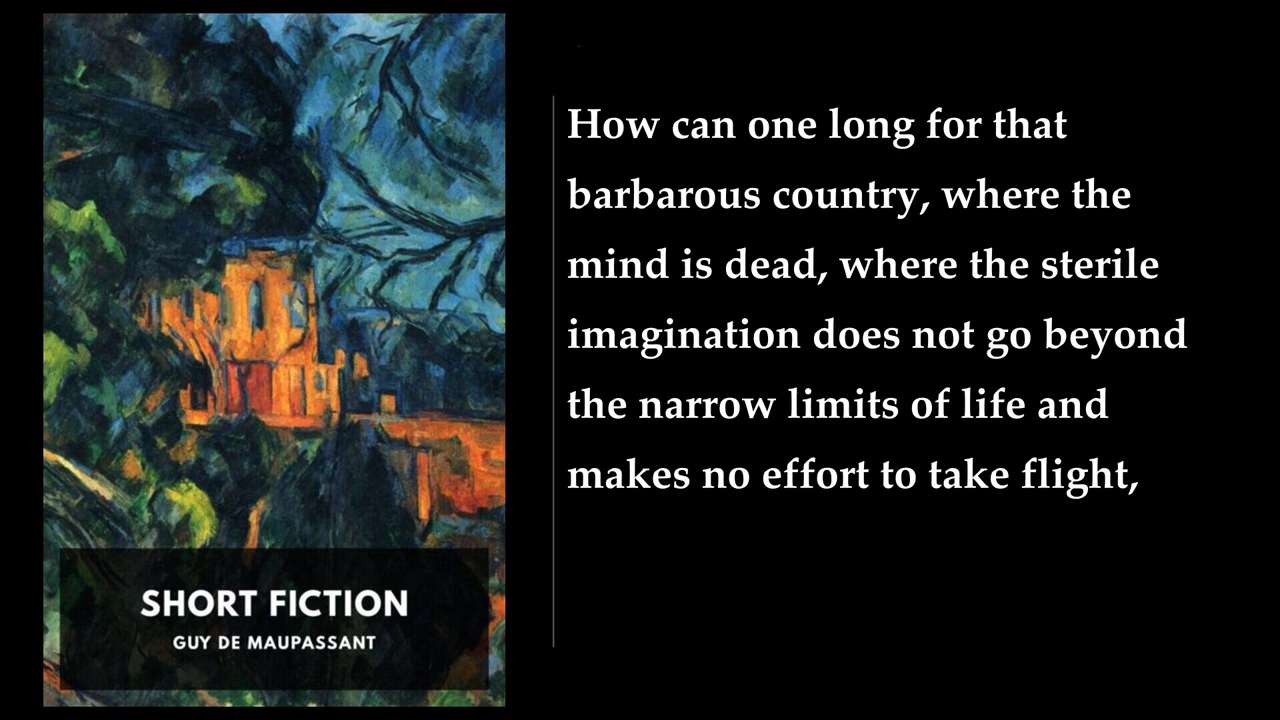 SHORT FICTION
GUY DE MAUPASSANT
How can one long for that
barbarous country, where the
mind is dead, where the sterile
imagination does not go beyond
the narrow limits of life and
makes no effort to take flight,